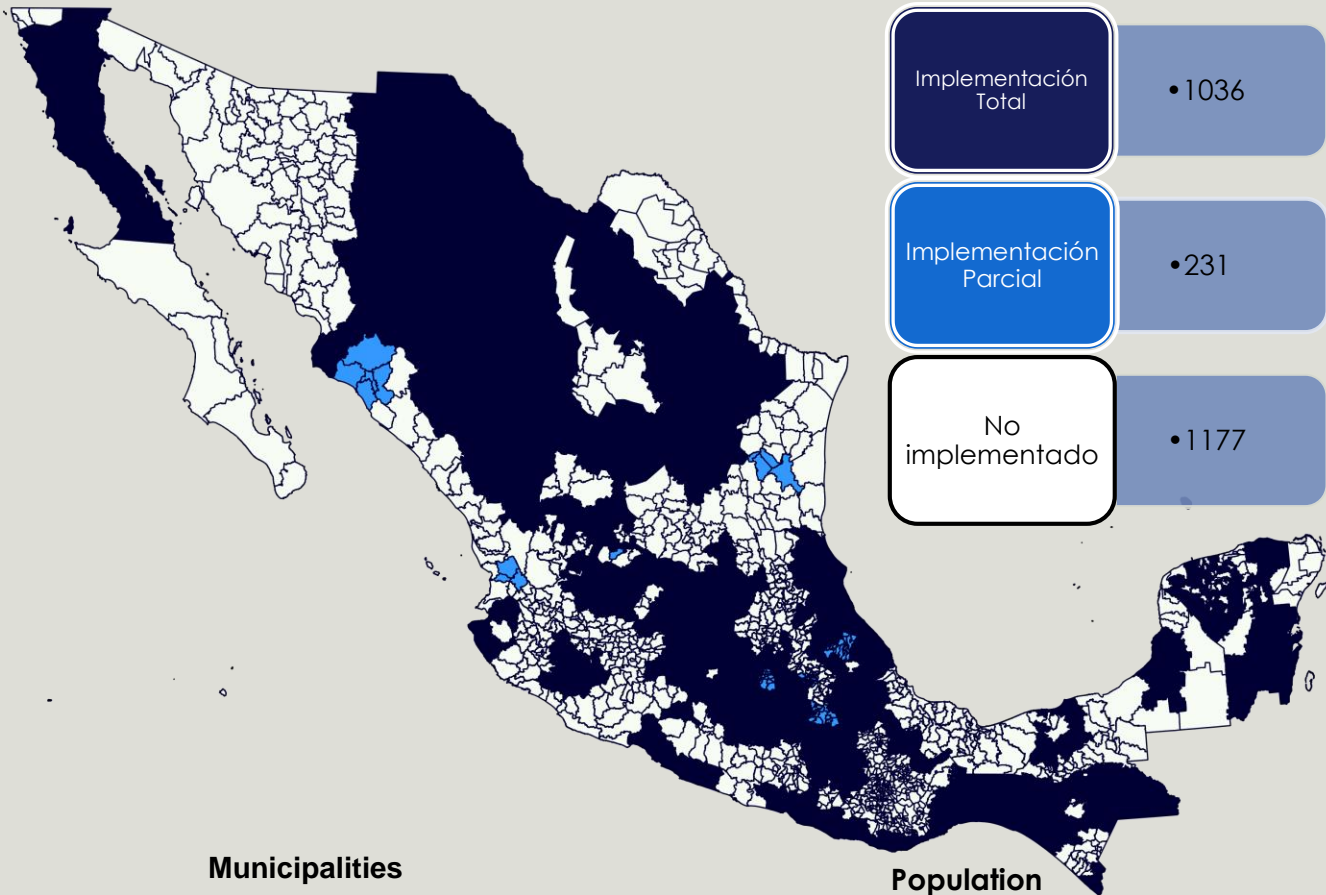 Implementación
Total
•1036
Implementación
Parcial
•231
No
implementado
•1177
Municipalities
Population